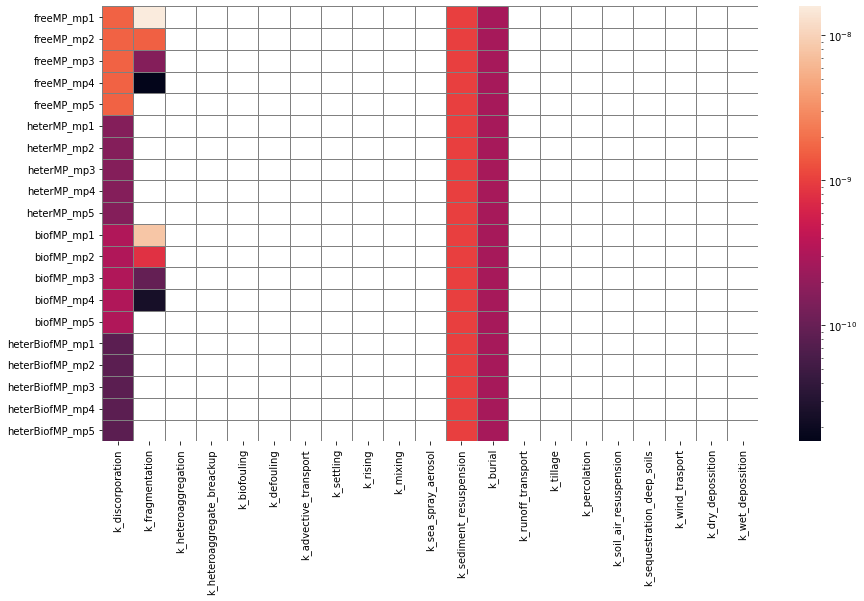 freeMP_mp1
freeMP_mp2
freeMP_mp3
freeMP_mp4
freeMP_mp5
heterMP_mp1
heterMP_mp2
heterMP_mp3
heterMP_mp4
heterMP_mp5
biofMP_mp1
biofMP_mp2
biofMP_mp3
biofMP_mp4
biofMP_mp5
heterBiofMP_mp1
heterBiofMP_mp2
heterBiofMP_mp3
heterBiofMP_mp4
heterBiofMP_mp5
k_discorporation
k_fragmentation
k_heteroaggregation
k_heteroaggregate_breackup
k_biofouling
k_defouling
k_advective_transport
k_settling
k_rising
k_mixing
k_sea_spray_aerosol
k_sediment_resuspension
k_burial
k_runoff_transport
k_tillage
k_percolation
k_soil_air_resuspension
k_sequestration_deep_soils
k_wind_trasport
k_dry_depossition
k_wet_depossition
10⁻⁸
10⁻⁹
10⁻¹⁰